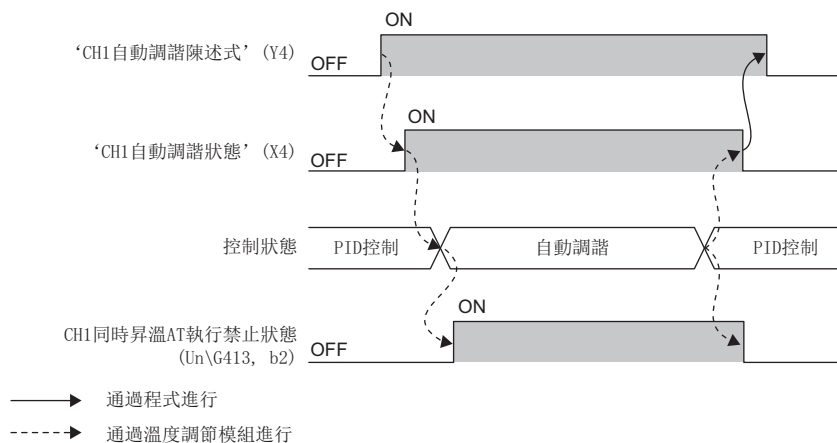 ON
‘CH1自動調諧陳述式’(Y4)
OFF
ON
‘CH1自動調諧狀態’(X4)
OFF
控制狀態
PID控制
自動調諧
PID控制
ON
CH1同時昇溫AT執行禁止狀態
(Un\G413, b2)
OFF
通過程式進行
通過溫度調節模組進行